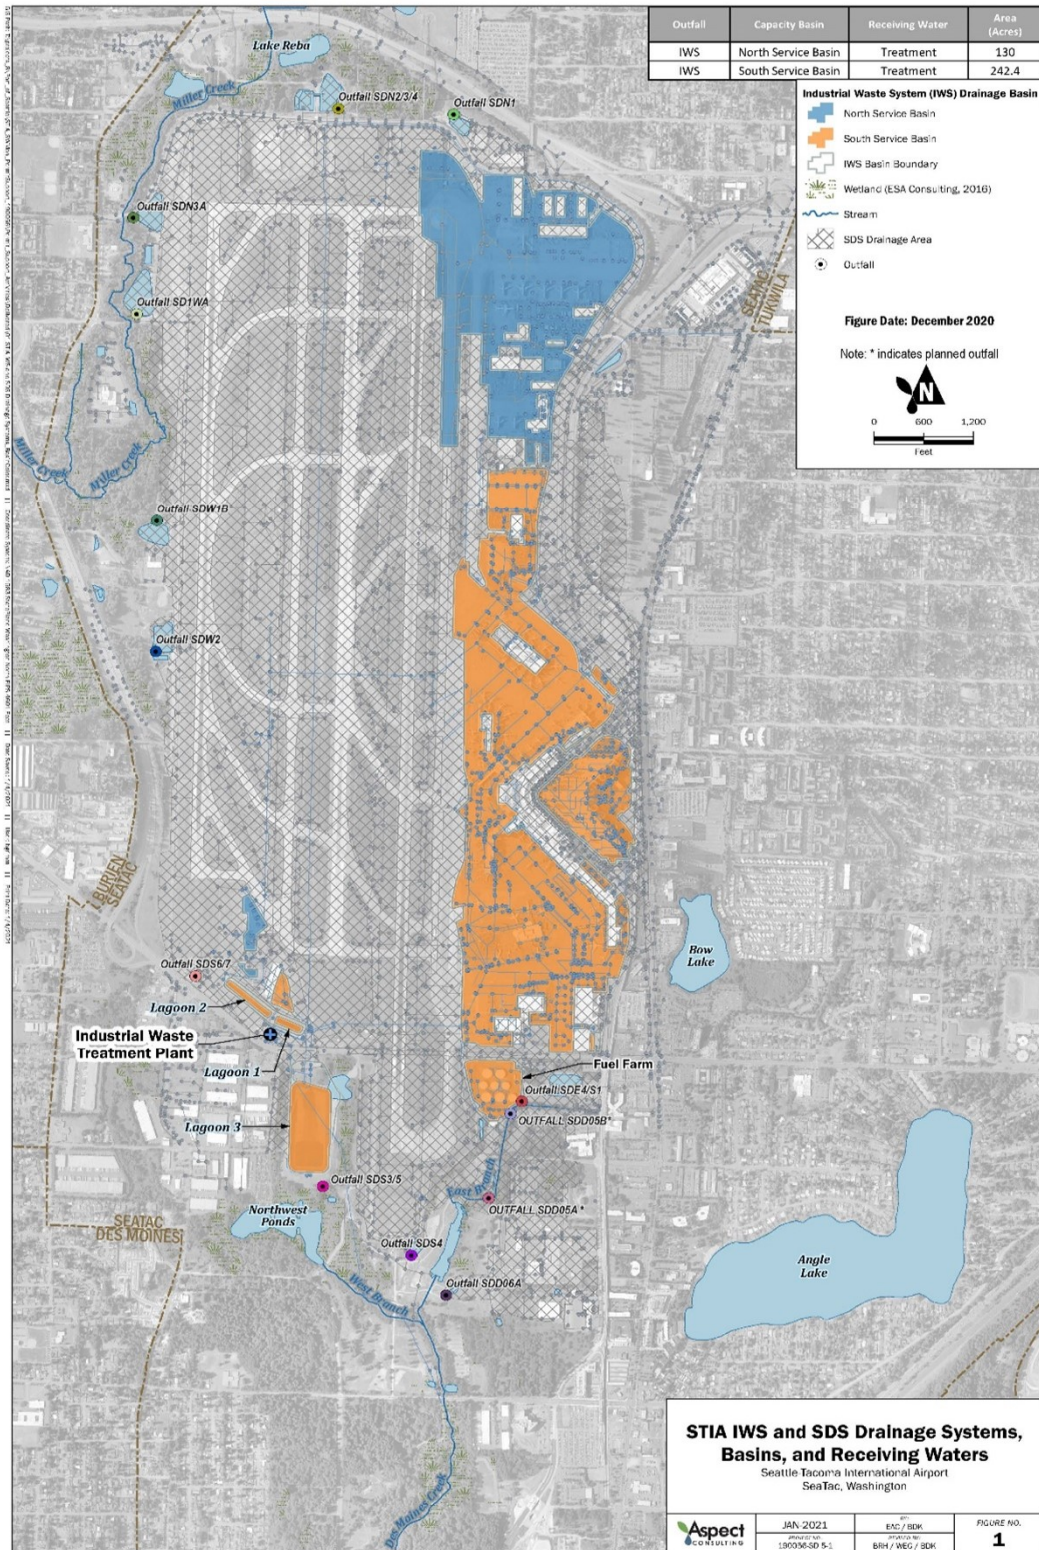 Outfall Capacity Basin Receiving Water Area (Acres)
IWS North Service Basin Treatment 130
IWS South Service Basin Treatment 242.4
Industrial Waste System (IWS) Drainage Basin
North Service Basin
South Service Basin
IWS Basin Boundary
Wetland (ESA Consulting, 2016)
Stream
SDS Drainage Area
Outfall
Figure Date: December 2020
Note: * indicates planned outfall
N
0 600 1,200
Feet
Lake Reba
Miller Creek
Outfall SDN2/3/4
Outfall SDN1
Outfall SDN3A
Outfall SD1WA
SEATAC
TUKWILA
Miller Creek
Miller Creek
Outfall SDW1B
Outfall SDW2
BURIEN
SEATAC
Bow
Lake
Outfall SDS6/7
Lagoon 2
Industrial Waste
Treatment Plant
Lagoon 1
Fuel Farm
Outfall SDE4/S1
OUTFALL SDD05B*
Lagoon 3
East Branch
Outfall SDS3/5
OUTFALL SDD05A *
Northwest
Ponds
SEATAC
DES MOINES
Outfall SDS4
Angle
Lake
West Branch
Outfall SDD06A
Des Moines Creek
STIA IWS and SDS Drainage Systems,
Basins, and Receiving Waters
Seattle-Tacoma International Airport
SeaTac, Washington
Aspect
CONSULTING
JAN-2021
EAC / BDK
FIGURE NO.
1
BRH / WEG / BDK